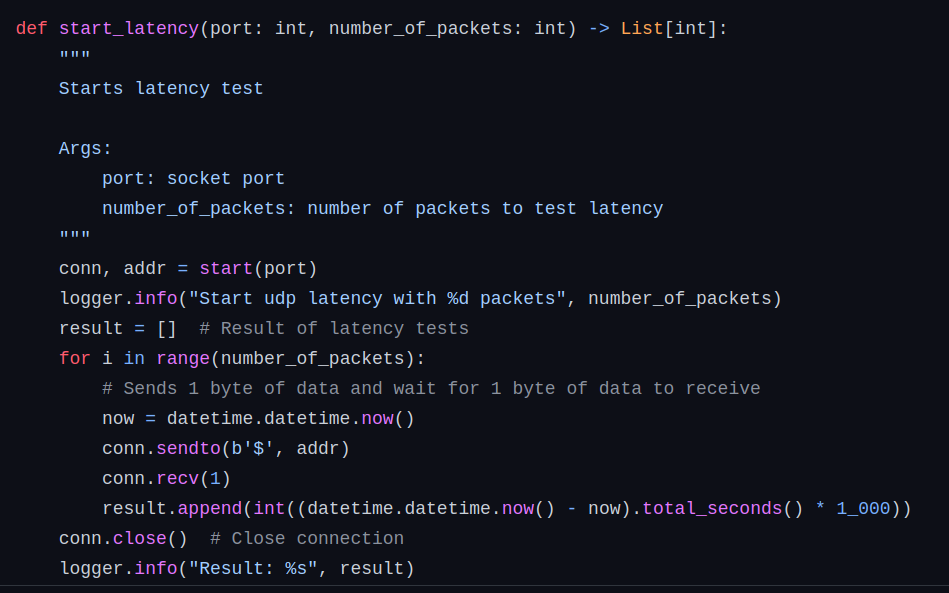 def start_latency(port: int, number_of_packets: int) -> List[int]:
    """
    Starts latency test

    Args:
        port: socket port
        number_of_packets: number of packets to test latency
    """
    conn, addr = start(port)
    logger.info("Start udp latency with %d packets", number_of_packets)
    result = []  # Result of latency tests
    for i in range(number_of_packets):
        # Sends 1 byte of data and wait for 1 byte of data to receive
        now = datetime.datetime.now()
        conn.sendto(b'$', addr)
        conn.recv(1)
        result.append(int((datetime.datetime.now() - now).total_seconds() * 1_000))
    conn.close()  # Close connection
    logger.info("Result: %s", result)